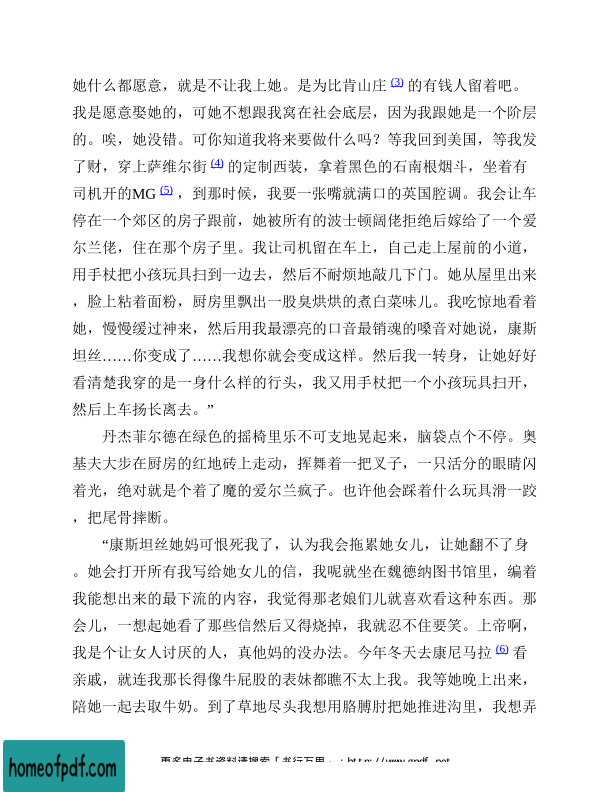 她什么都愿意，就是不让我上她。是为比肯山庄 (3) 的有钱人留着吧。
我是愿意娶她的，可她不想跟我窝在社会底层，因为我跟她是一个阶层
的。唉，她没错。可你知道我将来要做什么吗？等我回到美国，等我发
了财，穿上萨维尔街 (4) 的定制西装，拿着黑色的石南根烟斗，坐着有
司机开的MG (5) ，到那时候，我要一张嘴就满口的英国腔调。我会让车
停在一个郊区的房子跟前，她被所有的波士顿阔佬拒绝后嫁给了一个爱
尔兰佬，住在那个房子里。我让司机留在车上，自己走上屋前的小道，
用手杖把小孩玩具扫到一边去，然后不耐烦地敲几下门。她从屋里出来
，脸上粘着面粉，厨房里飘出一股臭烘烘的煮白菜味儿。我吃惊地看着
她，慢慢缓过神来，然后用我最漂亮的口音最销魂的嗓音对她说，康斯
坦丝……你变成了……我想你就会变成这样。然后我一转身，让她好好
看清楚我穿的是一身什么样的行头，我又用手杖把一个小孩玩具扫开，
然后上车扬长离去。”
丹杰菲尔德在绿色的摇椅里乐不可支地晃起来，脑袋点个不停。奥
基夫大步在厨房的红地砖上走动，挥舞着一把叉子，一只活分的眼睛闪
着光，绝对就是个着了魔的爱尔兰疯子。也许他会踩着什么玩具滑一跤
，把尾骨摔断。
“康斯坦丝她妈可恨死我了，认为我会拖累她女儿，让她翻不了身
。她会打开所有我写给她女儿的信，我呢就坐在魏德纳图书馆里，编着
我能想出来的最下流的内容，我觉得那老娘们儿就喜欢看这种东西。那
会儿，一想起她看了那些信然后又得烧掉，我就忍不住要笑。上帝啊，
我是个让女人讨厌的人，真他妈的没办法。今年冬天去康尼马拉 (6) 看
亲戚，就连我那长得像牛屁股的表妹都瞧不太上我。我等她晚上出来，
陪她一起去取牛奶。到了草地尽头我想用胳膊肘把她推进沟里，我想弄
homeofpdf.com